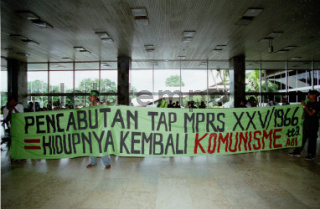 PENCABUTAN TAP MPRS XXV/1966
= HIDUPNYA KEMBALI KOMUNISME